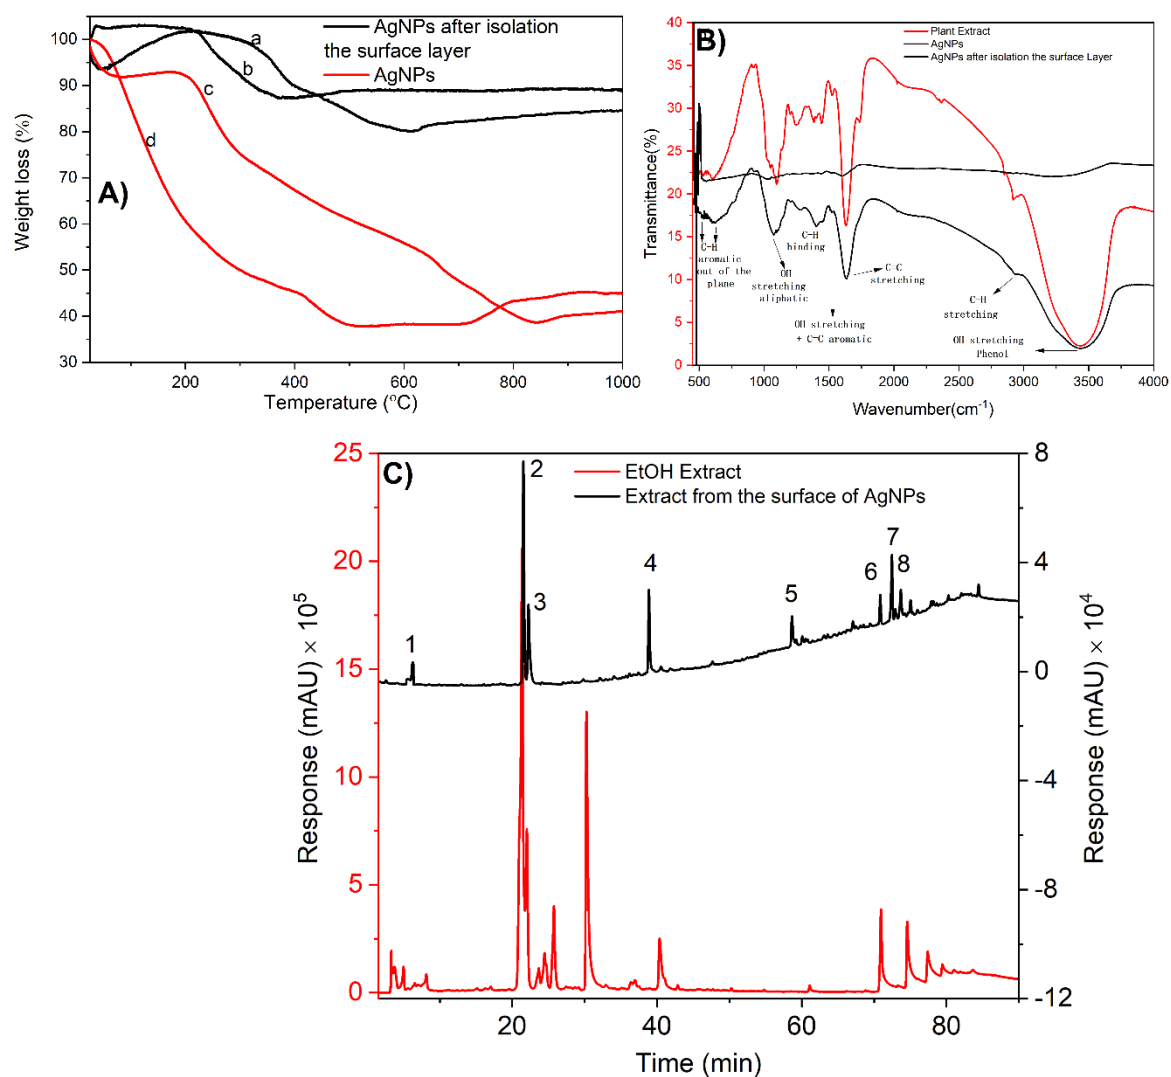 AgNPs after isolation
the surface layer
AgNPs
A)
a
b
c
d
Weight loss (%)
100
90
80
70
60
50
40
30
200
400
600
800
1000
Temperature (°C)
B)
Plant Extract
AgNPs
AgNPs after isolation the surface Layer
Transmittance(%)
40
35
30
25
20
15
10
5
0
C-H
aromatic
out of the
plane
OH
stretching
aliphatic
C-H
binding
C-C
stretching
OH stretching
+ C-C aromatic
C-H
stretching
OH stretching
Phenol
500
1000
1500
2000
2500
3000
3500
4000
Wavenumber(cm-1)
C)
EtOH Extract
Extract from the surface of AgNPs
1
2
3
4
5
6
7
8
Response (mAU) × 10⁵
25
20
15
10
5
0
Response (mAU) × 10⁴
8
4
0
-4
-8
-12
20
40
60
80
Time (min)